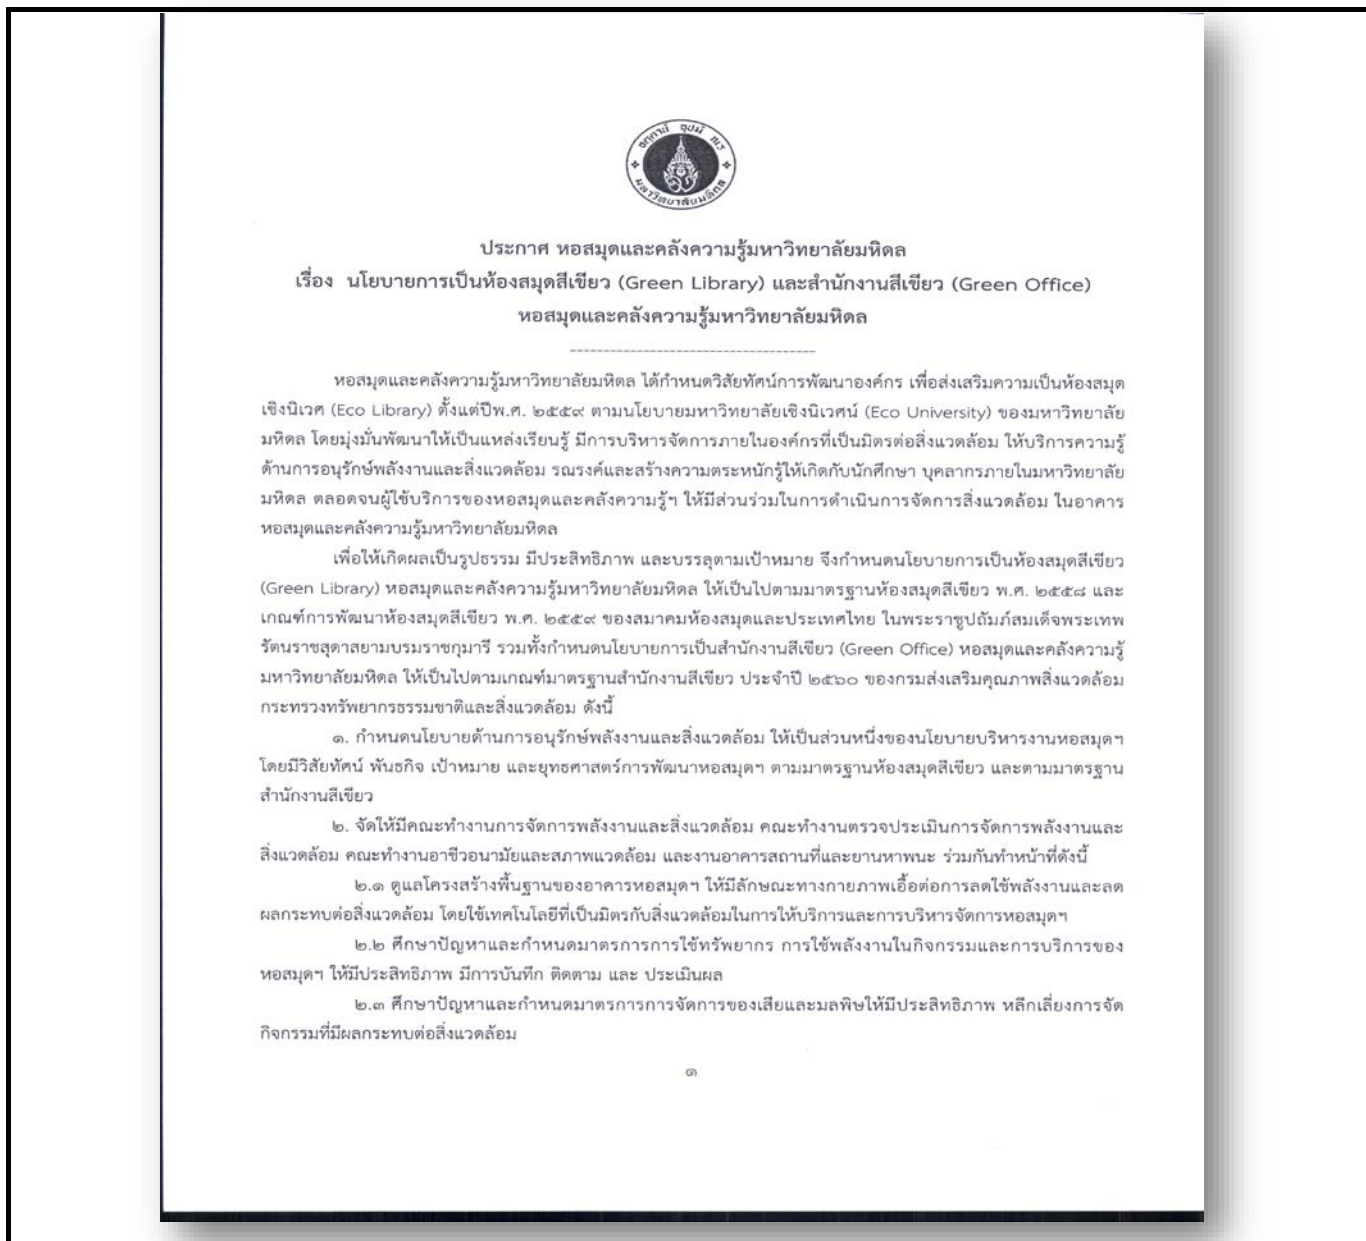 อตฺตานํ อุปมํ กเร
มหาวิทยาลัยมหิดล
ประกาศ หอสมุดและคลังความรู้มหาวิทยาลัยมหิดล
เรื่อง นโยบายการเป็นห้องสมุดสีเขียว (Green Library) และสำนักงานสีเขียว (Green Office)
หอสมุดและคลังความรู้มหาวิทยาลัยมหิดล
-------------------------------------
หอสมุดและคลังความรู้มหาวิทยาลัยมหิดล ได้กำหนดวิสัยทัศน์การพัฒนาองค์กร เพื่อส่งเสริมความเป็นห้องสมุด
เชิงนิเวศ (Eco Library) ตั้งแต่ปีพ.ศ. ๒๕๕๙ ตามนโยบายมหาวิทยาลัยเชิงนิเวศน์ (Eco University) ของมหาวิทยาลัย
มหิดล โดยมุ่งมั่นพัฒนาให้เป็นแหล่งเรียนรู้ มีการบริหารจัดการภายในองค์กรที่เป็นมิตรต่อสิ่งแวดล้อม ให้บริการความรู้
ด้านการอนุรักษ์พลังงานและสิ่งแวดล้อม รณรงค์และสร้างความตระหนักรู้ให้เกิดกับนักศึกษา บุคลากรภายในมหาวิทยาลัย
มหิดล ตลอดจนผู้ใช้บริการของหอสมุดและคลังความรู้ฯ ให้มีส่วนร่วมในการดำเนินการจัดการสิ่งแวดล้อม ในอาคาร
หอสมุดและคลังความรู้มหาวิทยาลัยมหิดล
เพื่อให้เกิดผลเป็นรูปธรรม มีประสิทธิภาพ และบรรลุตามเป้าหมาย จึงกำหนดนโยบายการเป็นห้องสมุดสีเขียว
(Green Library) หอสมุดและคลังความรู้มหาวิทยาลัยมหิดล ให้เป็นไปตามมาตรฐานห้องสมุดสีเขียว พ.ศ. ๒๕๕๘ และ
เกณฑ์การพัฒนาห้องสมุดสีเขียว พ.ศ. ๒๕๕๙ ของสมาคมห้องสมุดและประเทศไทย ในพระราชูปถัมภ์สมเด็จพระเทพ
รัตนราชสุดาสยามบรมราชกุมารี รวมทั้งกำหนดนโยบายการเป็นสำนักงานสีเขียว (Green Office) หอสมุดและคลังความรู้
มหาวิทยาลัยมหิดล ให้เป็นไปตามเกณฑ์มาตรฐานสำนักงานสีเขียว ประจำปี ๒๕๖๐ ของกรมส่งเสริมคุณภาพสิ่งแวดล้อม
กระทรวงทรัพยากรธรรมชาติและสิ่งแวดล้อม ดังนี้
๑. กำหนดนโยบายด้านการอนุรักษ์พลังงานและสิ่งแวดล้อม ให้เป็นส่วนหนึ่งของนโยบายบริหารงานหอสมุดฯ
โดยมีวิสัยทัศน์ พันธกิจ เป้าหมาย และยุทธศาสตร์การพัฒนาหอสมุดฯ ตามมาตรฐานห้องสมุดสีเขียว และตามมาตรฐาน
สำนักงานสีเขียว
๒. จัดให้มีคณะทำงานการจัดการพลังงานและสิ่งแวดล้อม คณะทำงานตรวจประเมินการจัดการพลังงานและ
สิ่งแวดล้อม คณะทำงานอาชีวอนามัยและสภาพแวดล้อม และงานอาคารสถานที่และยานหาพนะ ร่วมกันทำหน้าที่ดังนี้
๒.๑ ดูแลโครงสร้างพื้นฐานของอาคารหอสมุดฯ ให้มีลักษณะทางกายภาพเอื้อต่อการลดใช้พลังงานและลด
ผลกระทบต่อสิ่งแวดล้อม โดยใช้เทคโนโลยีที่เป็นมิตรกับสิ่งแวดล้อมในการให้บริการและการบริหารจัดการหอสมุดฯ
๒.๒ ศึกษาปัญหาและกำหนดมาตรการการใช้ทรัพยากร การใช้พลังงานในกิจกรรมและการบริการของ
หอสมุดฯ ให้มีประสิทธิภาพ มีการบันทึก ติดตาม และ ประเมินผล
๒.๓ ศึกษาปัญหาและกำหนดมาตรการการจัดการของเสียและมลพิษให้มีประสิทธิภาพ หลีกเลี่ยงการจัด
กิจกรรมที่มีผลกระทบต่อสิ่งแวดล้อม
๑